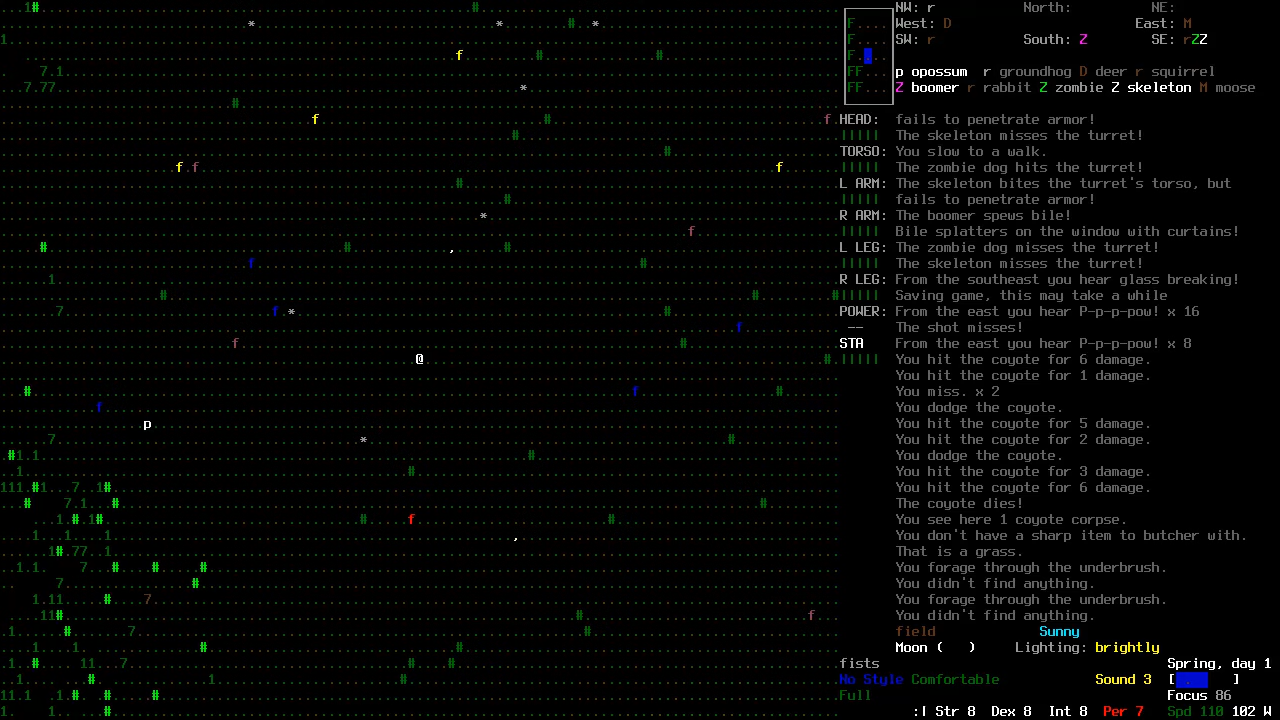 NW: r North: NE:
West: D East: M
SW: r South: Z SE: rZZ
p opossum r groundhog D deer r squirrel
Z boomer r rabbit Z zombie Z skeleton M moose
HEAD: fails to penetrate armor!
The skeleton misses the turret!
TORSO: You slow to a walk.
The zombie dog hits the turret!
L ARM: The skeleton bites the turret's torso, but
fails to penetrate armor!
R ARM: The boomer spews bile!
Bile splatters on the window with curtains!
L LEG: The zombie dog misses the turret!
The skeleton misses the turret!
R LEG: From the southeast you hear glass breaking!
Saving game, this may take a while
POWER: From the east you hear P-p-p-pow! x 16
-- The shot misses!
STA From the east you hear P-p-p-pow! x 8
You hit the coyote for 6 damage.
You hit the coyote for 1 damage.
You miss. x 2
You dodge the coyote.
You hit the coyote for 5 damage.
You hit the coyote for 2 damage.
You dodge the coyote.
You hit the coyote for 3 damage.
You hit the coyote for 6 damage.
The coyote dies!
You see here 1 coyote corpse.
You don't have a sharp item to butcher with.
That is a grass.
You forage through the underbrush.
You didn't find anything.
You forage through the underbrush.
You didn't find anything.
field Sunny
Moon ( ) Lighting: brightly
fists Spring, day 1
No Style Comfortable Sound 3 [ ]
Full Focus 86
:| Str 8 Dex 8 Int 8 Per 7 Spd 110 102 W